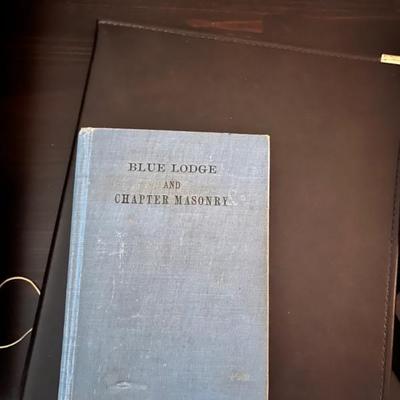 BLUE LODGE
AND
CHAPTER MASONRY